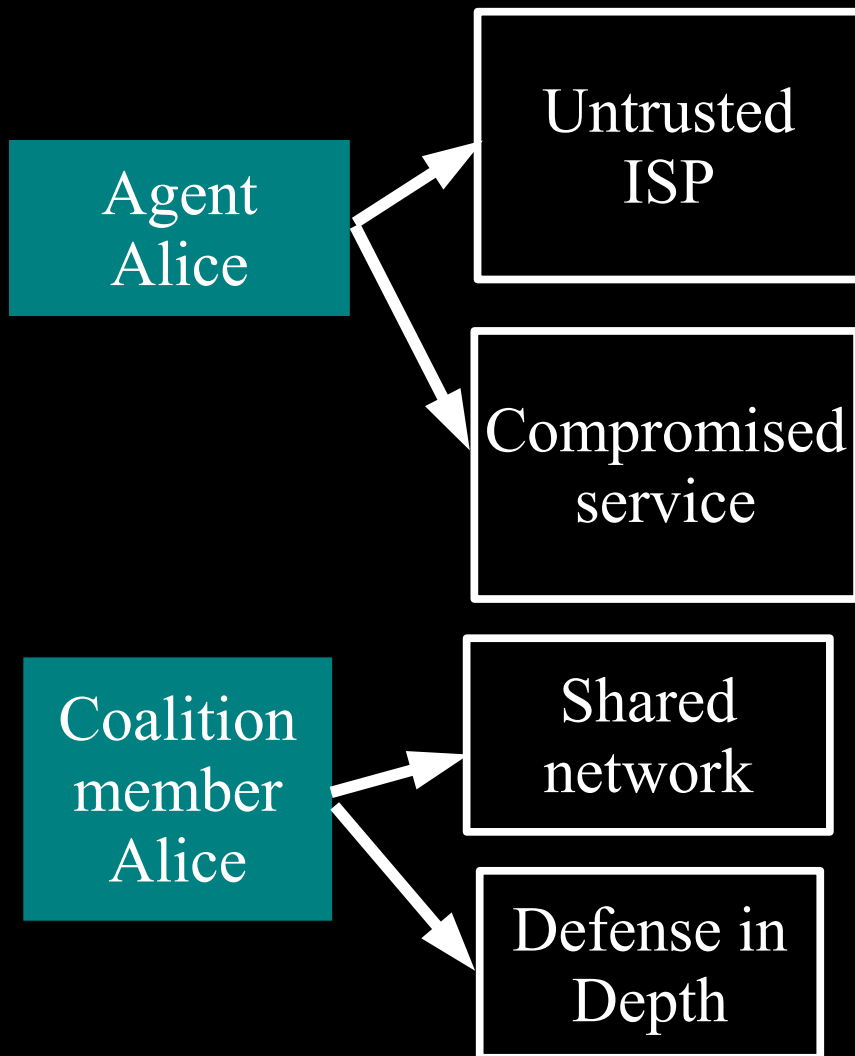 Agent
Alice
Untrusted
ISP
Compromised
service
Coalition
member
Alice
Shared
network
Defense in
Depth